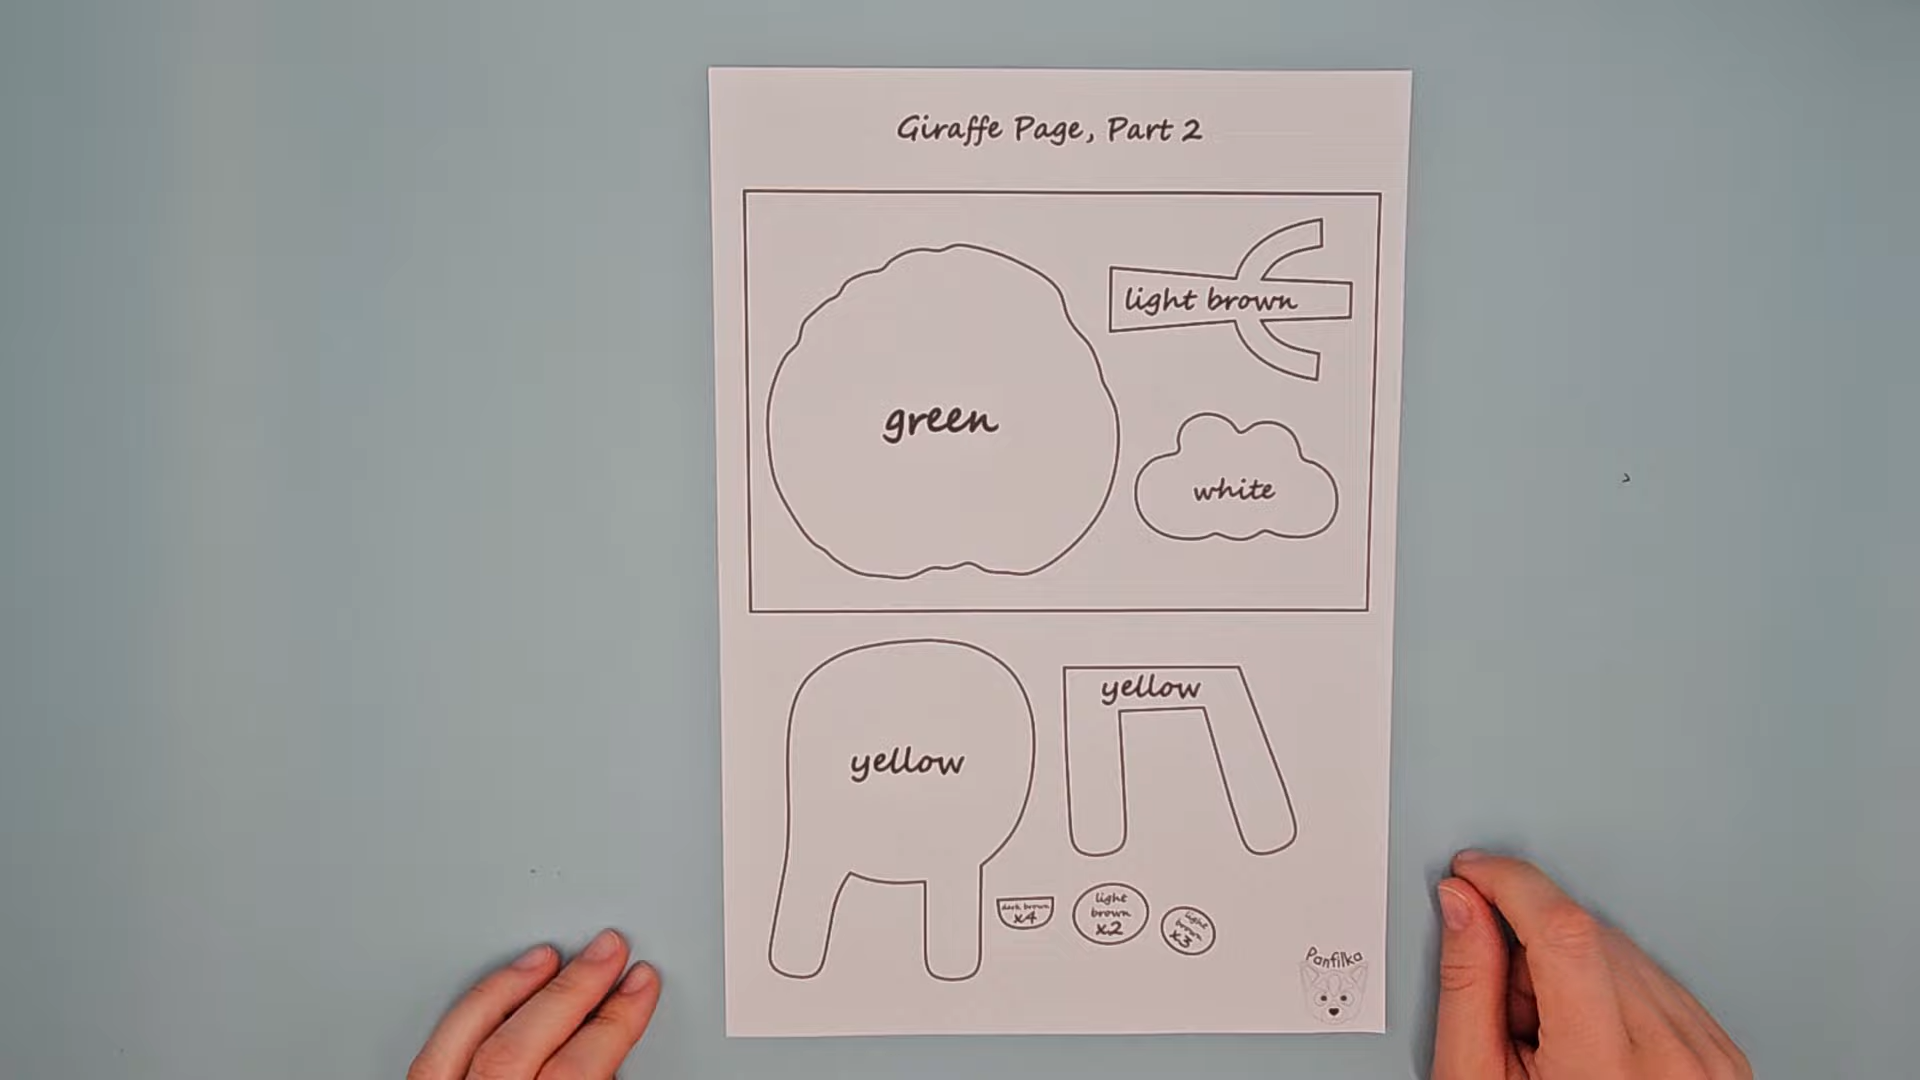 Giraffe Page, Part 2
light brown
green
white
yellow
yellow
dark brown
x4
light
brown
x2
light
brown
x3
Panfilka